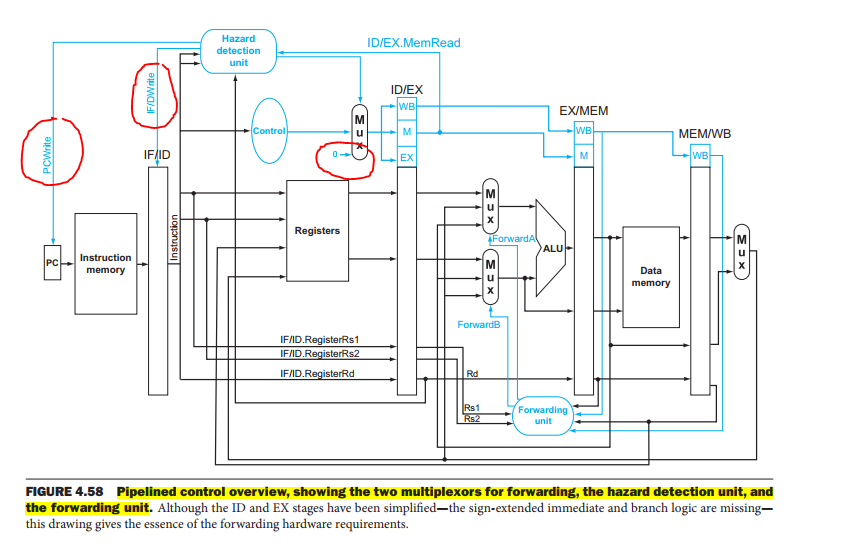 Hazard
detection
unit
ID/EX.MemRead
IF/DWrite
PCWrite
Control
M
u
x
0
ID/EX
WB
M
EX
EX/MEM
WB
M
MEM/WB
WB
IF/ID
PC
Instruction
memory
Instruction
Registers
M
u
x
ForwardA
M
u
x
ForwardB
ALU
Data
memory
M
u
x
IF/ID.RegisterRs1
IF/ID.RegisterRs2
IF/ID.RegisterRd
Rd
Rs1
Rs2
Forwarding
unit
FIGURE 4.58 Pipelined control overview, showing the two multiplexors for forwarding, the hazard detection unit, and
the forwarding unit. Although the ID and EX stages have been simplified—the sign-extended immediate and branch logic are missing—
this drawing gives the essence of the forwarding hardware requirements.